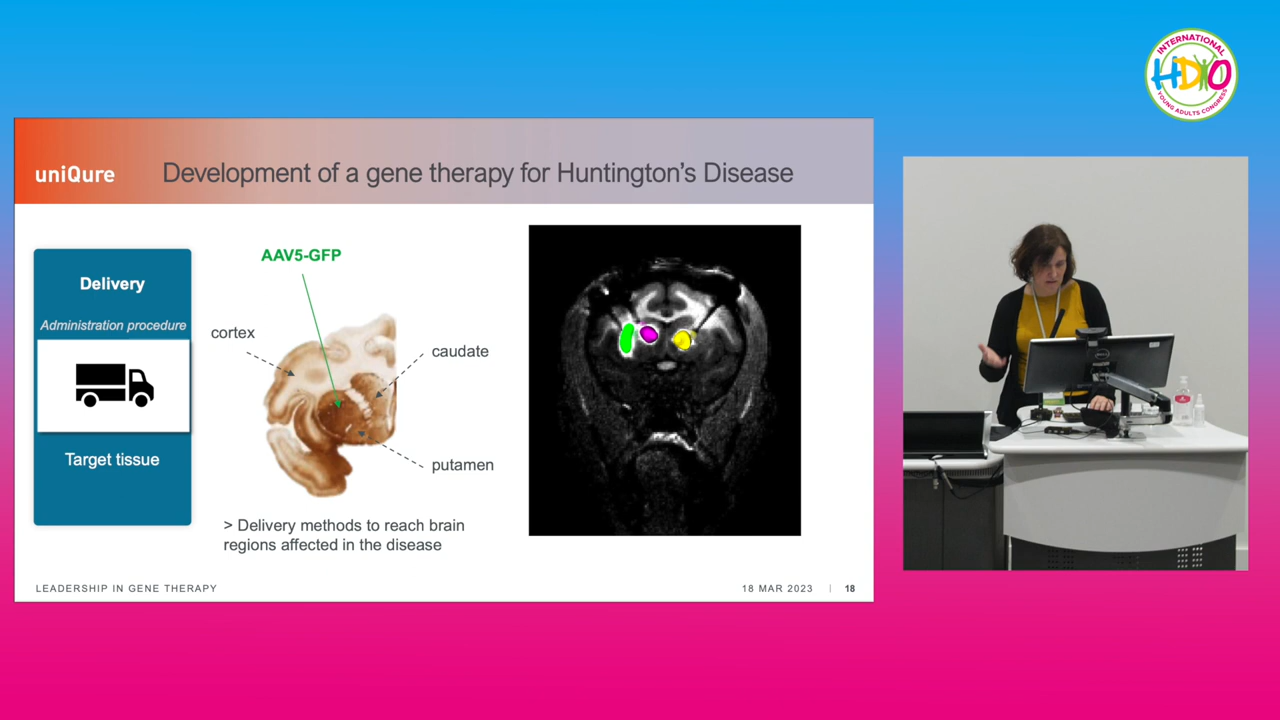 INTERNATIONAL
HDYO
YOUNG ADULTS CONGRESS
uniQure
Development of a gene therapy for Huntington's Disease
Delivery
Administration procedure
Target tissue
AAV5-GFP
cortex
caudate
putamen
> Delivery methods to reach brain
regions affected in the disease
LEADERSHIP IN GENE THERAPY
18 MAR 2023 | 18